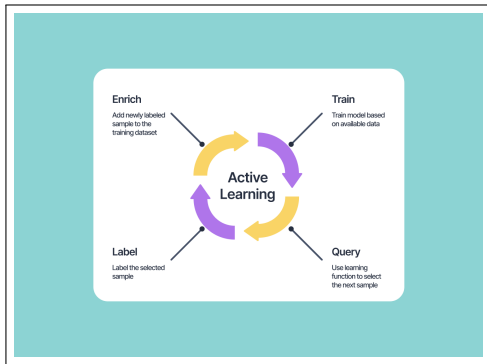 Enrich
Add newly labeled
sample to the
training dataset
Train
Train model based
on available data
Active
Learning
Label
Label the selected
sample
Query
Use learning
function to select
the next sample